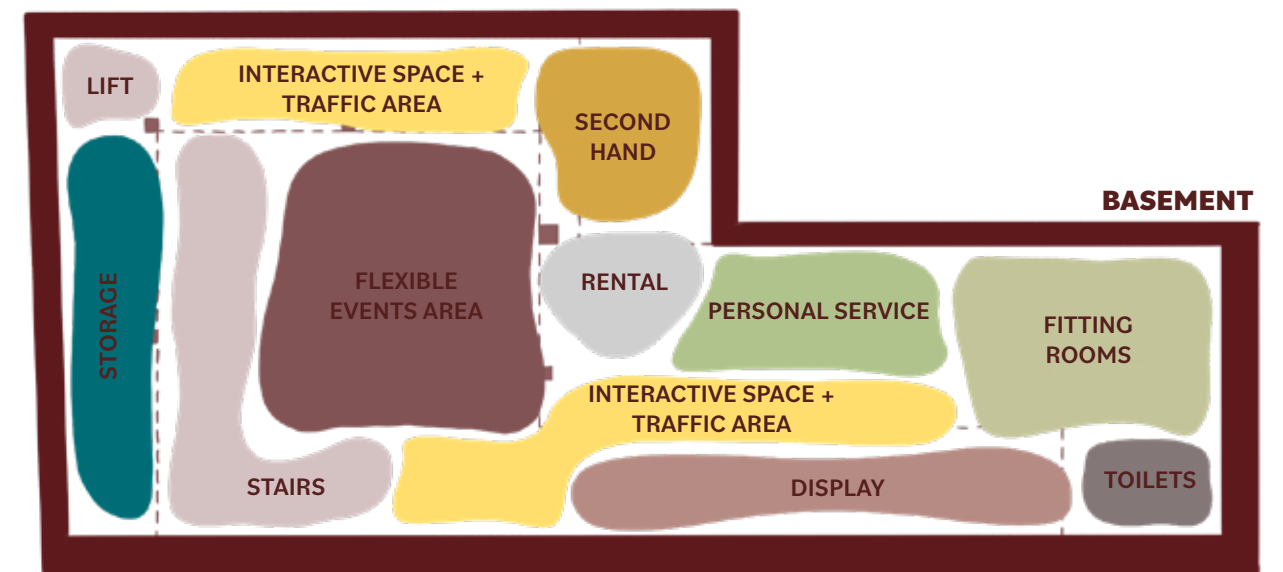 LIFT
INTERACTIVE SPACE +
TRAFFIC AREA
SECOND
HAND
BASEMENT
STORAGE
FLEXIBLE
EVENTS AREA
RENTAL
PERSONAL SERVICE
FITTING
ROOMS
INTERACTIVE SPACE +
TRAFFIC AREA
STAIRS
DISPLAY
TOILETS